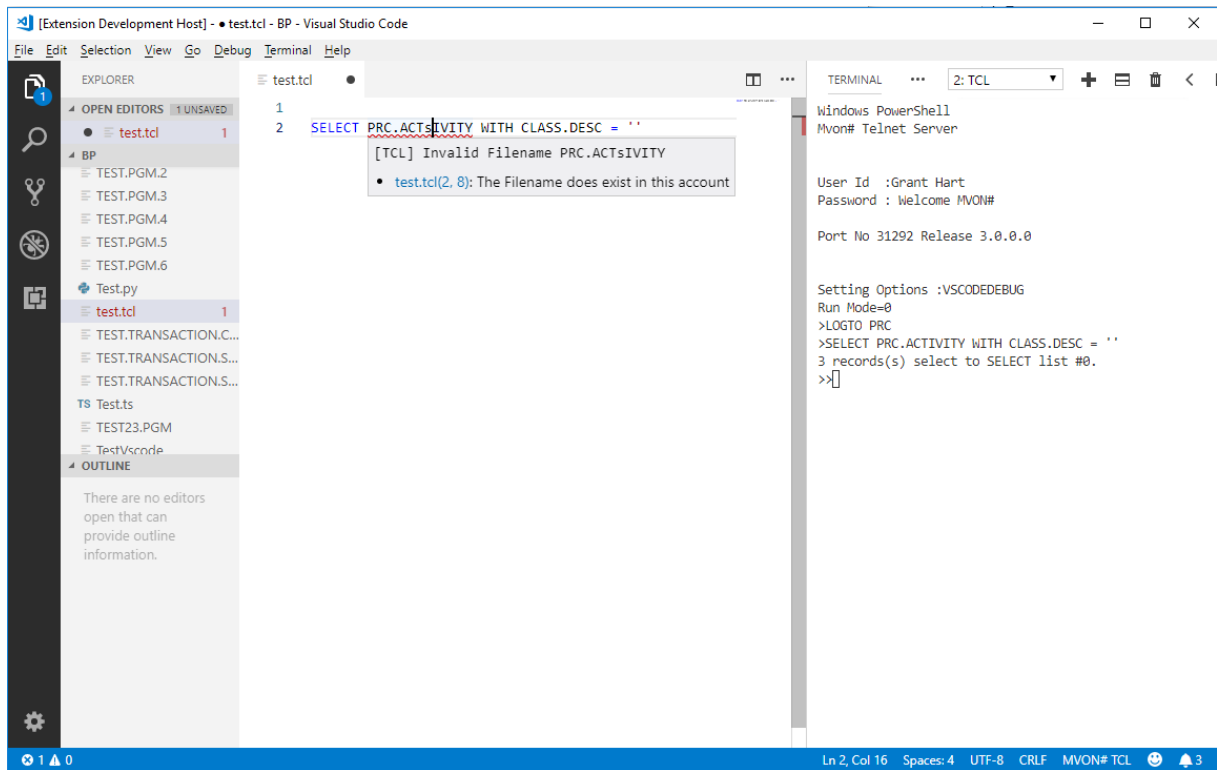 [Extension Development Host] - ● test.tcl - BP - Visual Studio Code
File Edit Selection View Go Debug Terminal Help
1
EXPLORER
OPEN EDITORS 1 UNSAVED
● test.tcl 1
BP
TEST.PGM.2
TEST.PGM.3
TEST.PGM.4
TEST.PGM.5
TEST.PGM.6
Test.py
test.tcl 1
TEST.TRANSACTION.C...
TEST.TRANSACTION.S...
TEST.TRANSACTION.S...
TS Test.ts
TEST23.PGM
TestVscode
OUTLINE
There are no editors
open that can
provide outline
information.
test.tcl ●
1
2 SELECT PRC.ACTsIVITY WITH CLASS.DESC = ''
[TCL] Invalid Filename PRC.ACTsIVITY
• test.tcl(2, 8): The Filename does exist in this account
TERMINAL ... 2: TCL
Windows PowerShell
Mvon# Telnet Server
User Id :Grant Hart
Password : Welcome MVON#
Port No 31292 Release 3.0.0.0
Setting Options :VSCODEDEBUG
Run Mode=0
>LOGTO PRC
>SELECT PRC.ACTIVITY WITH CLASS.DESC = ''
3 records(s) select to SELECT list #0.
>>
1 0
Ln 2, Col 16 Spaces: 4 UTF-8 CRLF MVON# TCL 3